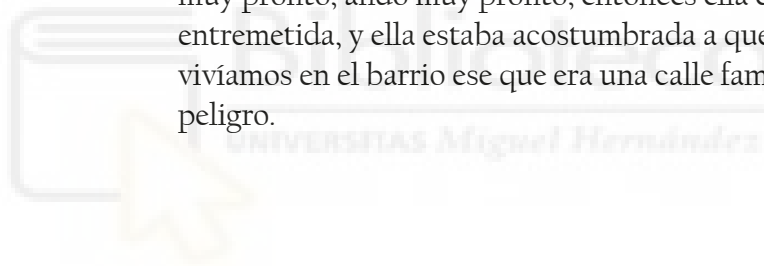 muy pronto, ando muy pronto, entonces ella
entremetida, y ella estaba acostumbrada a que
vivíamos en el barrio ese que era una calle fam
peligro.
Biblioteca
UNIVERSITAS Miguel Hernández